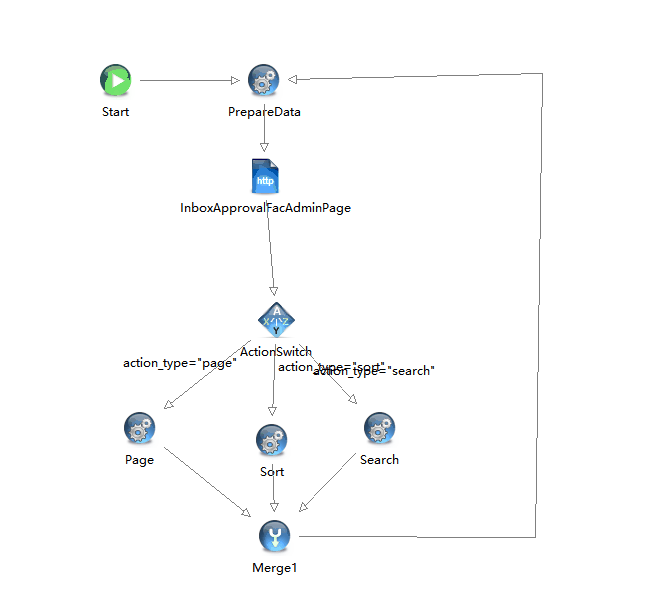 Start
PrepareData
http
InboxApprovalFacAdminPage
A
X Z
Y
ActionSwitch
action_type="page"
action_type="sort"
action_type="search"
Page
Sort
Search
Merge1